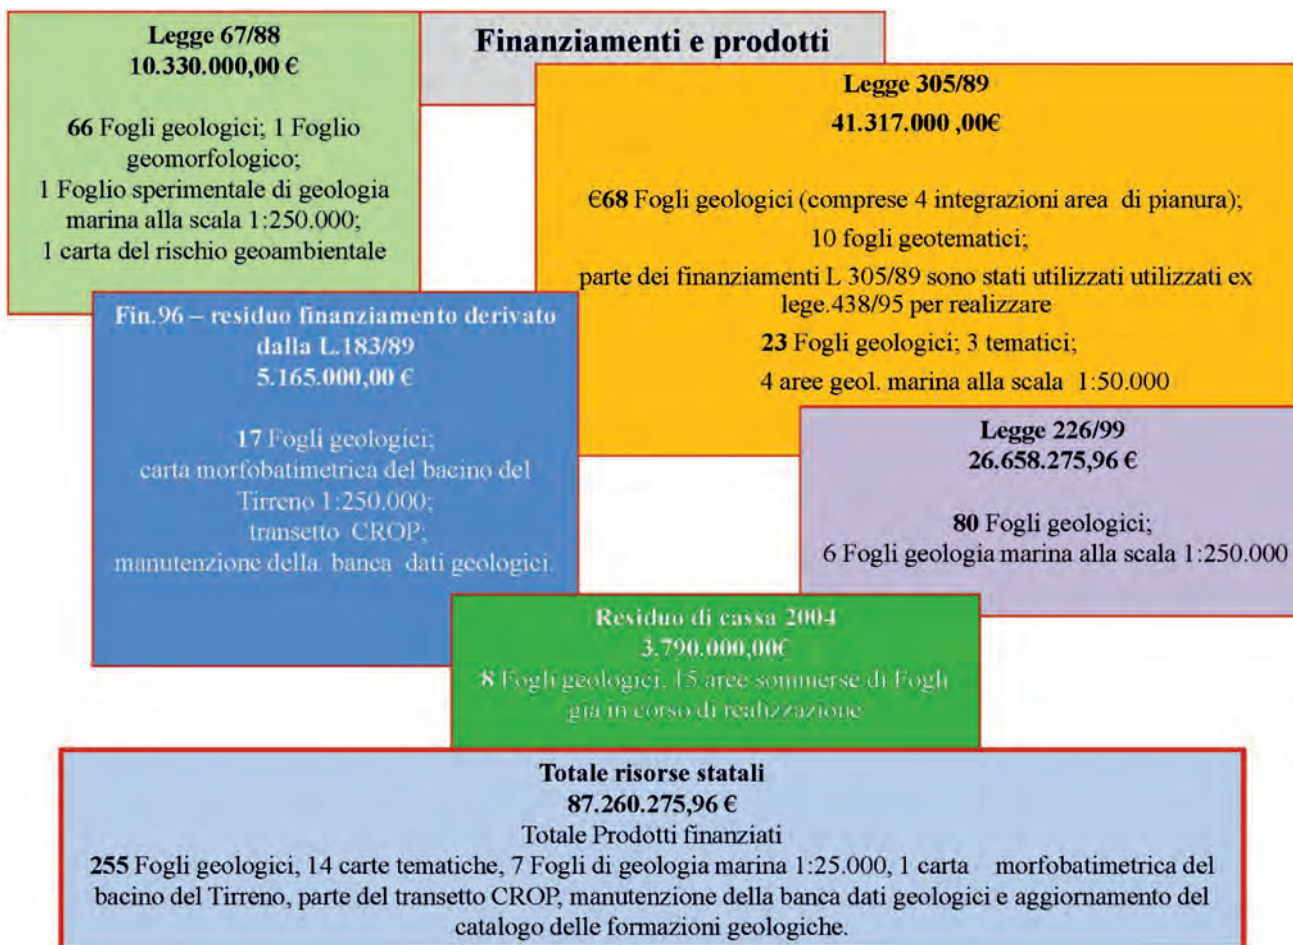 Finanziamenti e prodotti
Legge 67/88
10.330.000,00 €
66 Fogli geologici; 1 Foglio
geomorfologico;
1 Foglio sperimentale di geologia
marina alla scala 1:250.000;
1 carta del rischio geoambientale
Legge 305/89
41.317.000 ,00€
€68 Fogli geologici (comprese 4 integrazioni area di pianura);
10 fogli geotematici;
parte dei finanziamenti L 305/89 sono stati utilizzati utilizzati ex
lege.438/95 per realizzare
23 Fogli geologici; 3 tematici;
4 aree geol. marina alla scala 1:50.000
Fin.96 – residuo finanziamento derivato
dalla L.183/89
5.165.000,00 €
17 Fogli geologici;
carta morfobatimetrica del bacino del
Tirreno 1:250.000;
transetto CROP;
manutenzione della banca dati geologici.
Legge 226/99
26.658.275,96 €
80 Fogli geologici;
6 Fogli geologia marina alla scala 1:250.000
Residuo di cassa 2004
3.790.000,00€
8 Fogli geologici, 15 aree sommerse di Fogli
gia in corso di realizzazione
Totale risorse statali
87.260.275,96 €
Totale Prodotti finanziati
255 Fogli geologici, 14 carte tematiche, 7 Fogli di geologia marina 1:25.000, 1 carta morfobatimetrica del
bacino del Tirreno, parte del transetto CROP, manutenzione della banca dati geologici e aggiornamento del
catalogo delle formazioni geologiche.